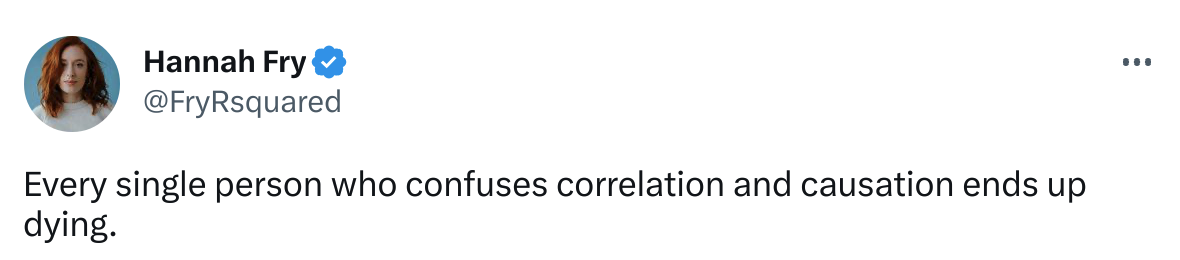 Hannah Fry
@FryRsquared
Every single person who confuses correlation and causation ends up
dying.